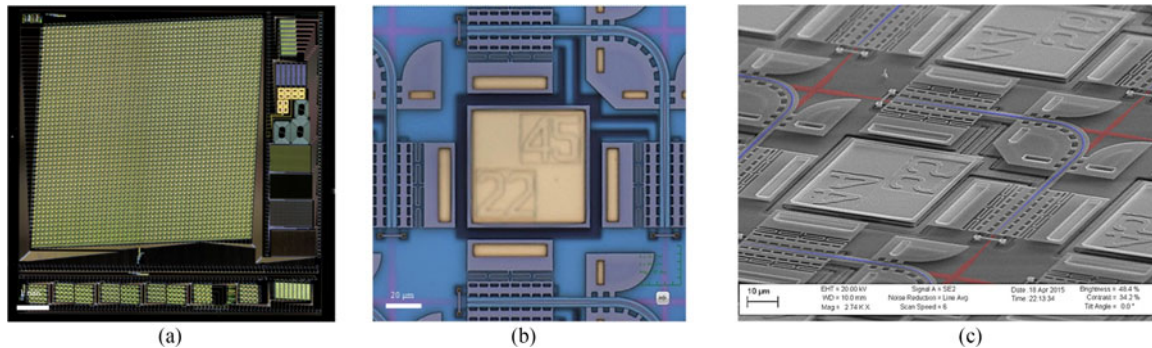 45
22
20 µm
10 µm
EHT = 20.00 kV
WD = 10.0 mm
Mag = 2.74 K X
Signal A = SE2
Noise Reduction = Line Avg
Scan Speed = 6
Date :18 Apr 2015
Time :22:13:34
Brightness = 48.4%
Contrast = 34.2%
Tilt Angle = 0.0°
(a)
(b)
(c)